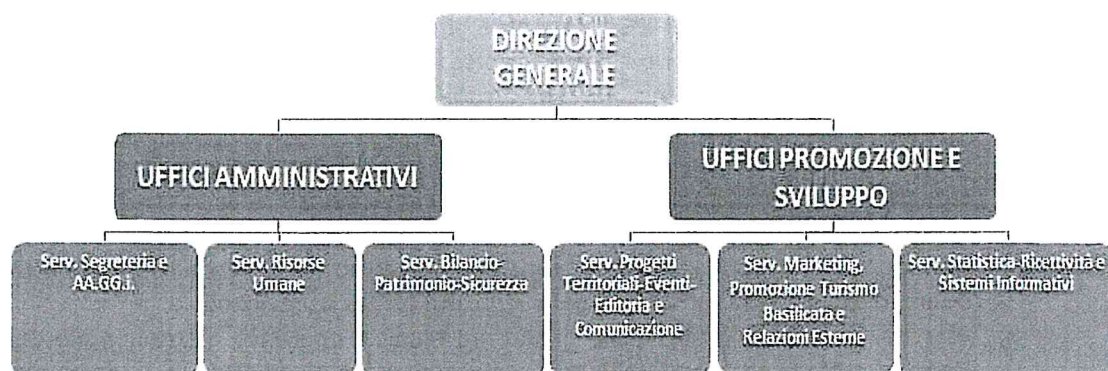 DIREZIONE
GENERALE
UFFICI AMMINISTRATIVI
UFFICI PROMOZIONE E
SVILUPPO
Serv. Segreteria e
AA.GG.i.
Serv. Risorse
Umane
Serv. Bilancio-
Patrimonio-Sicurezza
Serv. Progetti
Territoriali-Eventi-
Editoria e
Comunicazione
Serv. Marketing,
Promozione Turismo
Basilicata e
Relazioni Esterne
Serv. Statistica-Ricettività e
Sistemi Informativi